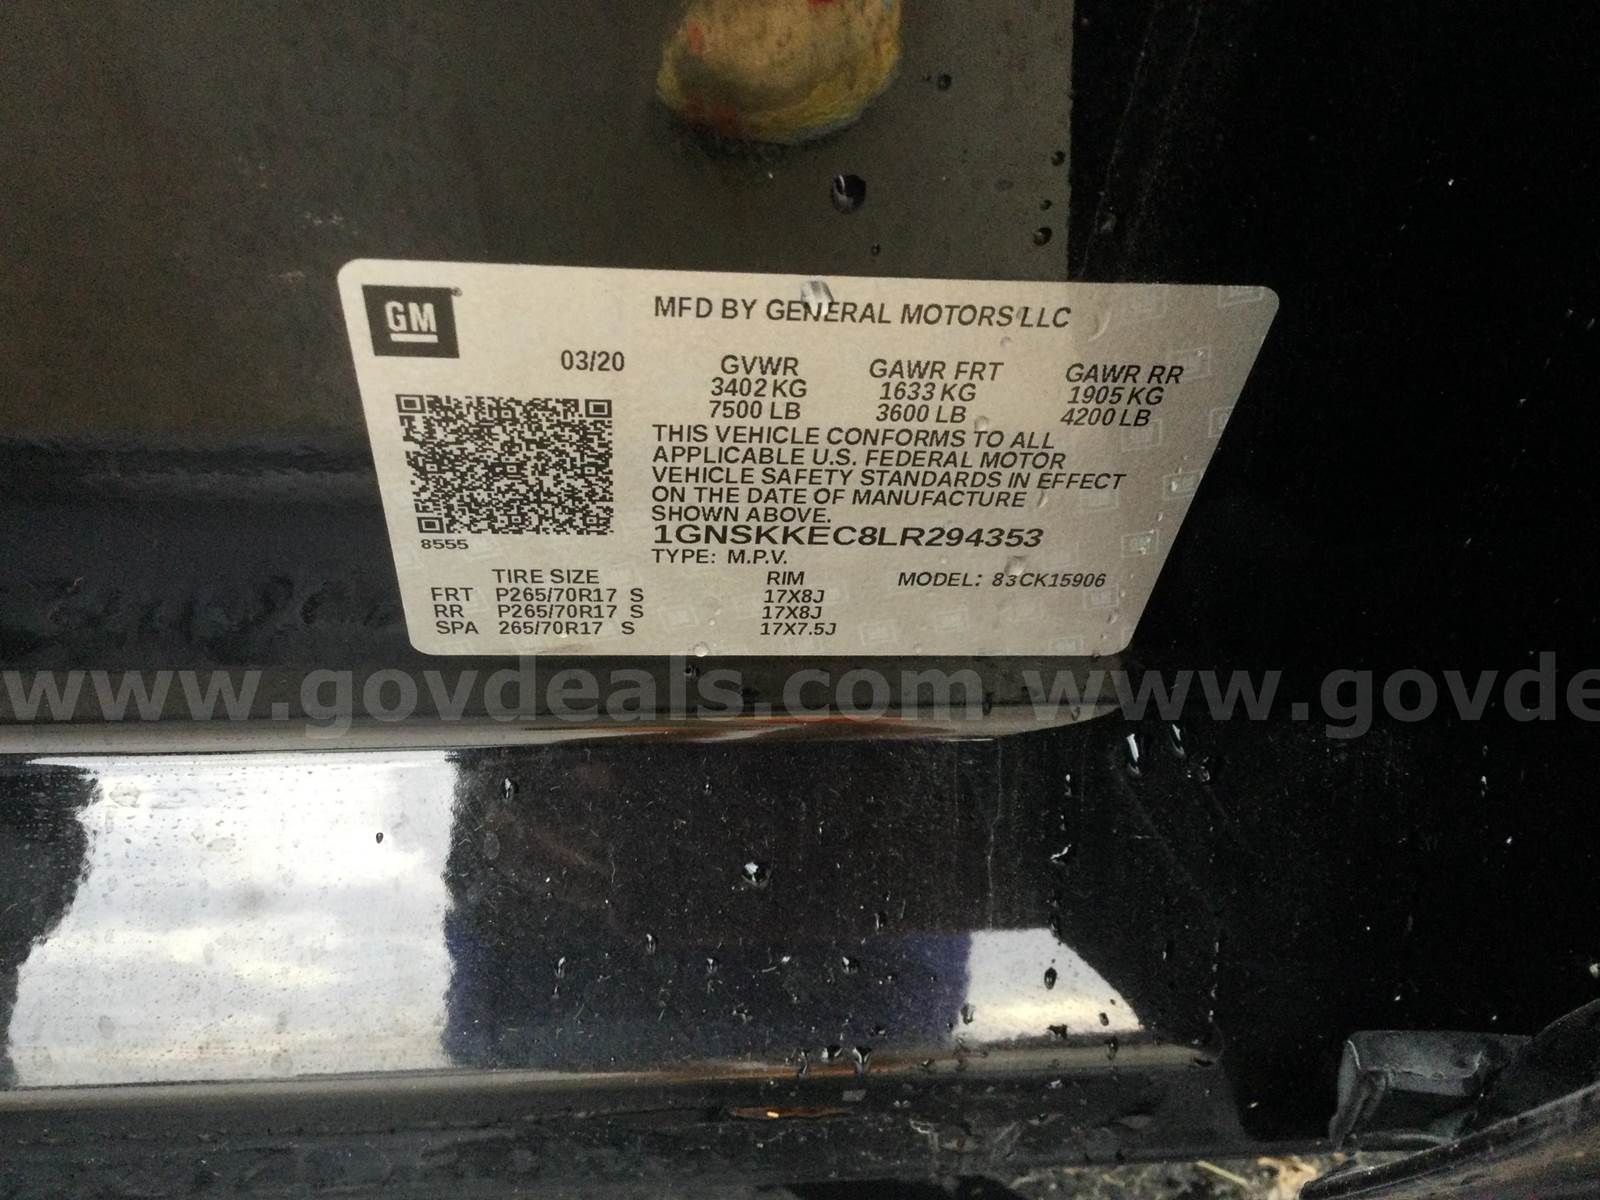 GM
MFD BY GENERAL MOTORS LLC
03/20 GVWR GAWR FRT GAWR RR
3402 KG 1633 KG 1905 KG
7500 LB 3600 LB 4200 LB
THIS VEHICLE CONFORMS TO ALL
APPLICABLE U.S. FEDERAL MOTOR
VEHICLE SAFETY STANDARDS IN EFFECT
ON THE DATE OF MANUFACTURE
SHOWN ABOVE.
1GNSKKEC8LR294353
8555
TYPE: M.P.V.
TIRE SIZE RIM MODEL: 83CK15906
FRT P265/70R17 S 17X8J
RR P265/70R17 S 17X8J
SPA 265/70R17 S 17X7.5J
www.govdeals.com www.govde